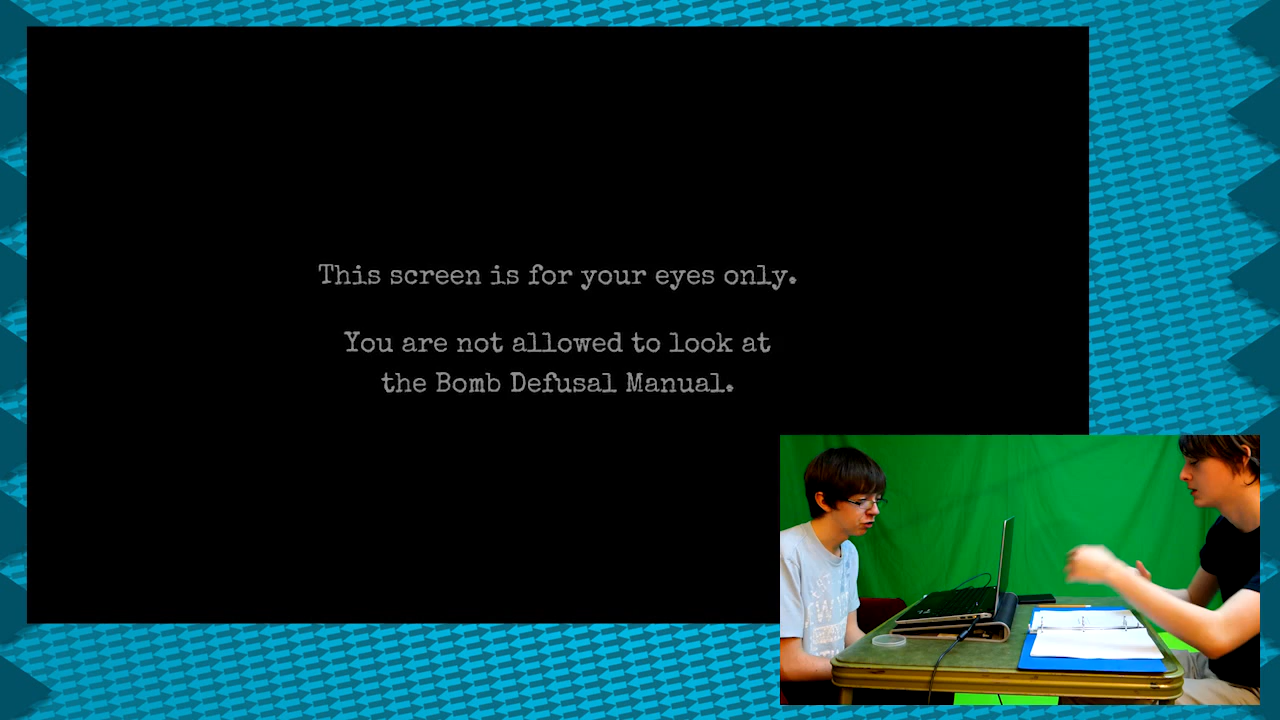 This screen is for your eyes only.
You are not allowed to look at
the Bomb Defusal Manual.